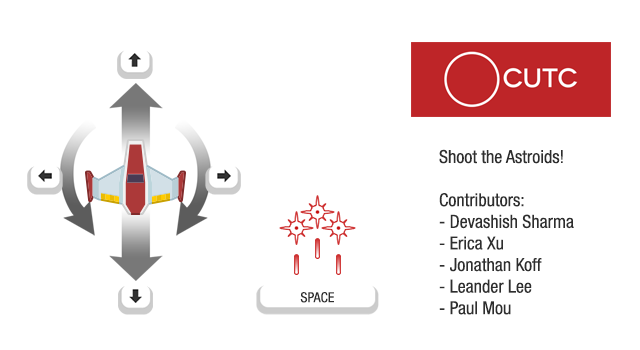 CUTC
Shoot the Astroids!
Contributors:
- Devashish Sharma
- Erica Xu
- Jonathan Koff
- Leander Lee
- Paul Mou
SPACE